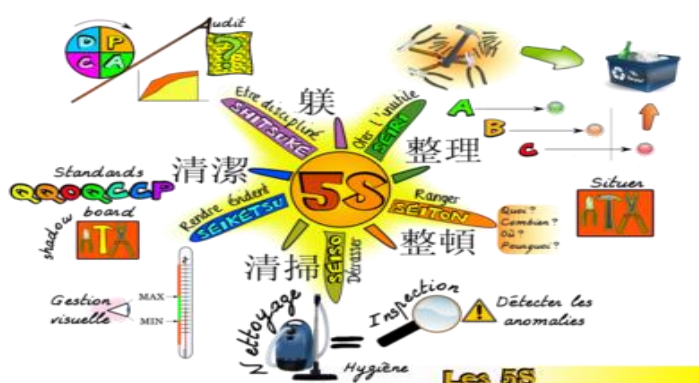 D P
C A
Audit
?
Etre discipliné
SHITSUKE
躾
Oter l'inutile
SEIRI
整理
A
B
C
清潔
Standards
QQOQCCP
Rendre évident
SEIKETSU
5S
Ranger
SEITON
整頓
Quoi?
Combien?
Où?
Pourquoi?
Situer
shadow board
清掃
SEISO
Décrasser
Gestion visuelle
MAX
MIN
Nettoyage
=
Hygiène
Inspection
!
Détecter les
anomalies
Les 5S